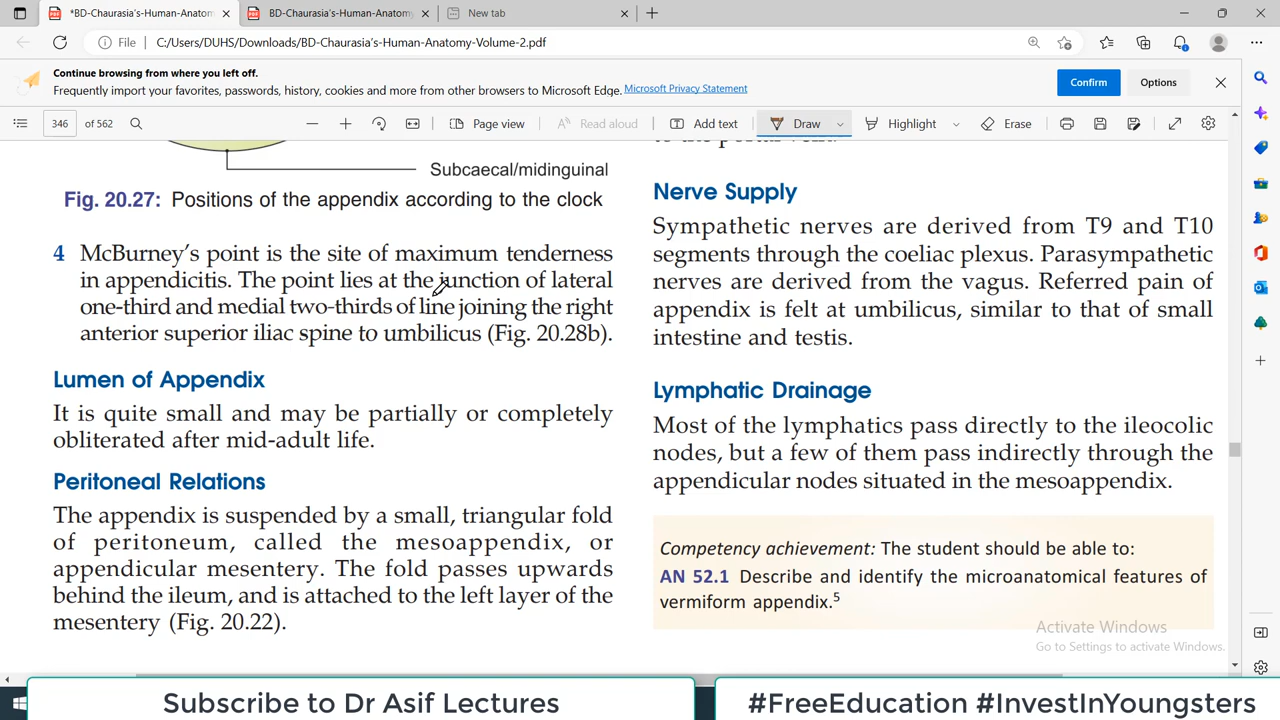 *BD-Chaurasia's-Human-Anatomy-
BD-Chaurasia's-Human-Anatomy-
New tab
File
C:/Users/DUHS/Downloads/BD-Chaurasia's-Human-Anatomy-Volume-2.pdf
Continue browsing from where you left off.
Frequently import your favorites, passwords, history, cookies and more from other browsers to Microsoft Edge. Microsoft Privacy Statement
Confirm
Options
346 of 562
Page view
Read aloud
Add text
Draw
Highlight
Erase
Subcaecal/midinguinal
Fig. 20.27: Positions of the appendix according to the clock
4 McBurney's point is the site of maximum tenderness
in appendicitis. The point lies at the junction of lateral
one-third and medial two-thirds of line joining the right
anterior superior iliac spine to umbilicus (Fig. 20.28b).
Lumen of Appendix
It is quite small and may be partially or completely
obliterated after mid-adult life.
Peritoneal Relations
The appendix is suspended by a small, triangular fold
of peritoneum, called the mesoappendix, or
appendicular mesentery. The fold passes upwards
behind the ileum, and is attached to the left layer of the
mesentery (Fig. 20.22).
to the portal vein.
Nerve Supply
Sympathetic nerves are derived from T9 and T10
segments through the coeliac plexus. Parasympathetic
nerves are derived from the vagus. Referred pain of
appendix is felt at umbilicus, similar to that of small
intestine and testis.
Lymphatic Drainage
Most of the lymphatics pass directly to the ileocolic
nodes, but a few of them pass indirectly through the
appendicular nodes situated in the mesoappendix.
Competency achievement: The student should be able to:
AN 52.1 Describe and identify the microanatomical features of
vermiform appendix.5
Activate Windows
Go to Settings to activate Windows.
Subscribe to Dr Asif Lectures
#FreeEducation #InvestInYoungsters